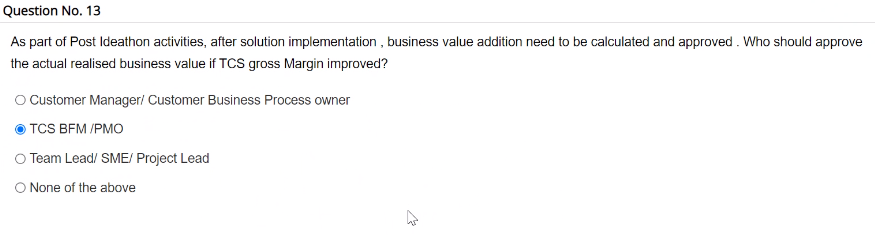 Question No. 13
As part of Post Ideathon activities, after solution implementation , business value addition need to be calculated and approved . Who should approve
the actual realised business value if TCS gross Margin improved?
Customer Manager/ Customer Business Process owner
TCS BFM /PMO
Team Lead/ SME/ Project Lead
None of the above